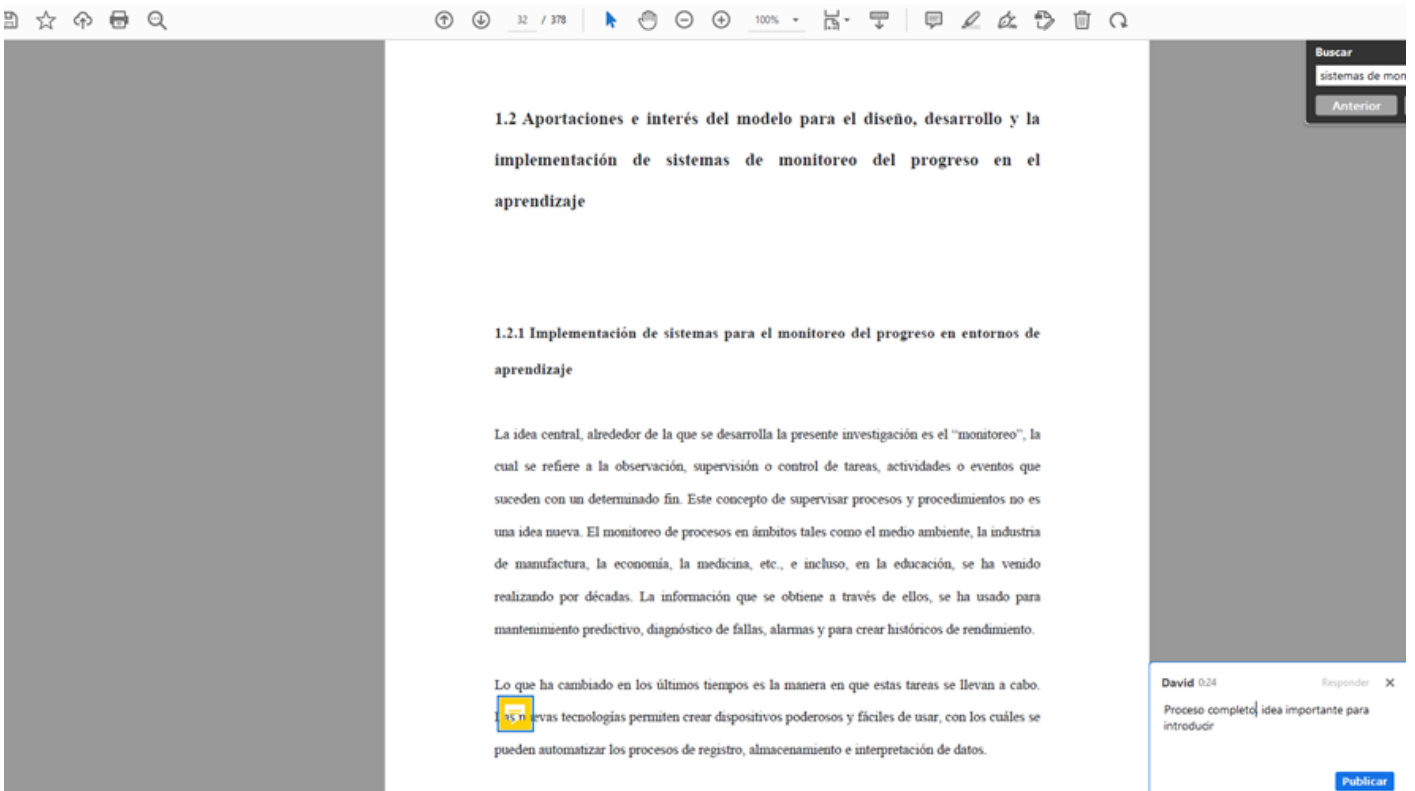 32 / 378
100%
Buscar
sistemas de mon
Anterior
1.2 Aportaciones e interés del modelo para el diseño, desarrollo y la
implementación de sistemas de monitoreo del progreso en el
aprendizaje
1.2.1 Implementación de sistemas para el monitoreo del progreso en entornos de
aprendizaje
La idea central, alrededor de la que se desarrolla la presente investigación es el “monitoreo”, la
cual se refiere a la observación, supervisión o control de tareas, actividades o eventos que
suceden con un determinado fin. Este concepto de supervisar procesos y procedimientos no es
una idea nueva. El monitoreo de procesos en ámbitos tales como el medio ambiente, la industria
de manufactura, la economía, la medicina, etc., e incluso, en la educación, se ha venido
realizando por décadas. La información que se obtiene a través de ellos, se ha usado para
mantenimiento predictivo, diagnóstico de fallas, alarmas y para crear históricos de rendimiento.
Lo que ha cambiado en los últimos tiempos es la manera en que estas tareas se llevan a cabo.
Las nuevas tecnologías permiten crear dispositivos poderosos y fáciles de usar, con los cuáles se
pueden automatizar los procesos de registro, almacenamiento e interpretación de datos.
David 0:24
Responder
Proceso completo, idea importante para
introducir
Publicar